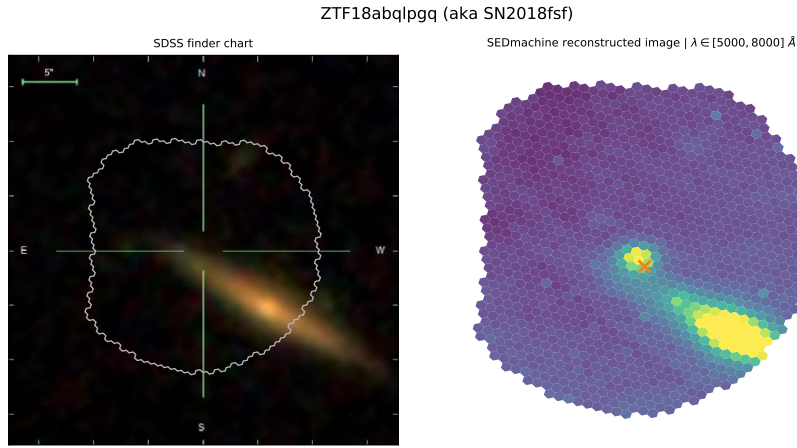 ZTF18abqlpgq (aka SN2018fsf)
SDSS finder chart
SEDmachine reconstructed image | λ ∈ [5000, 8000] Å
5"
N
E
W
S